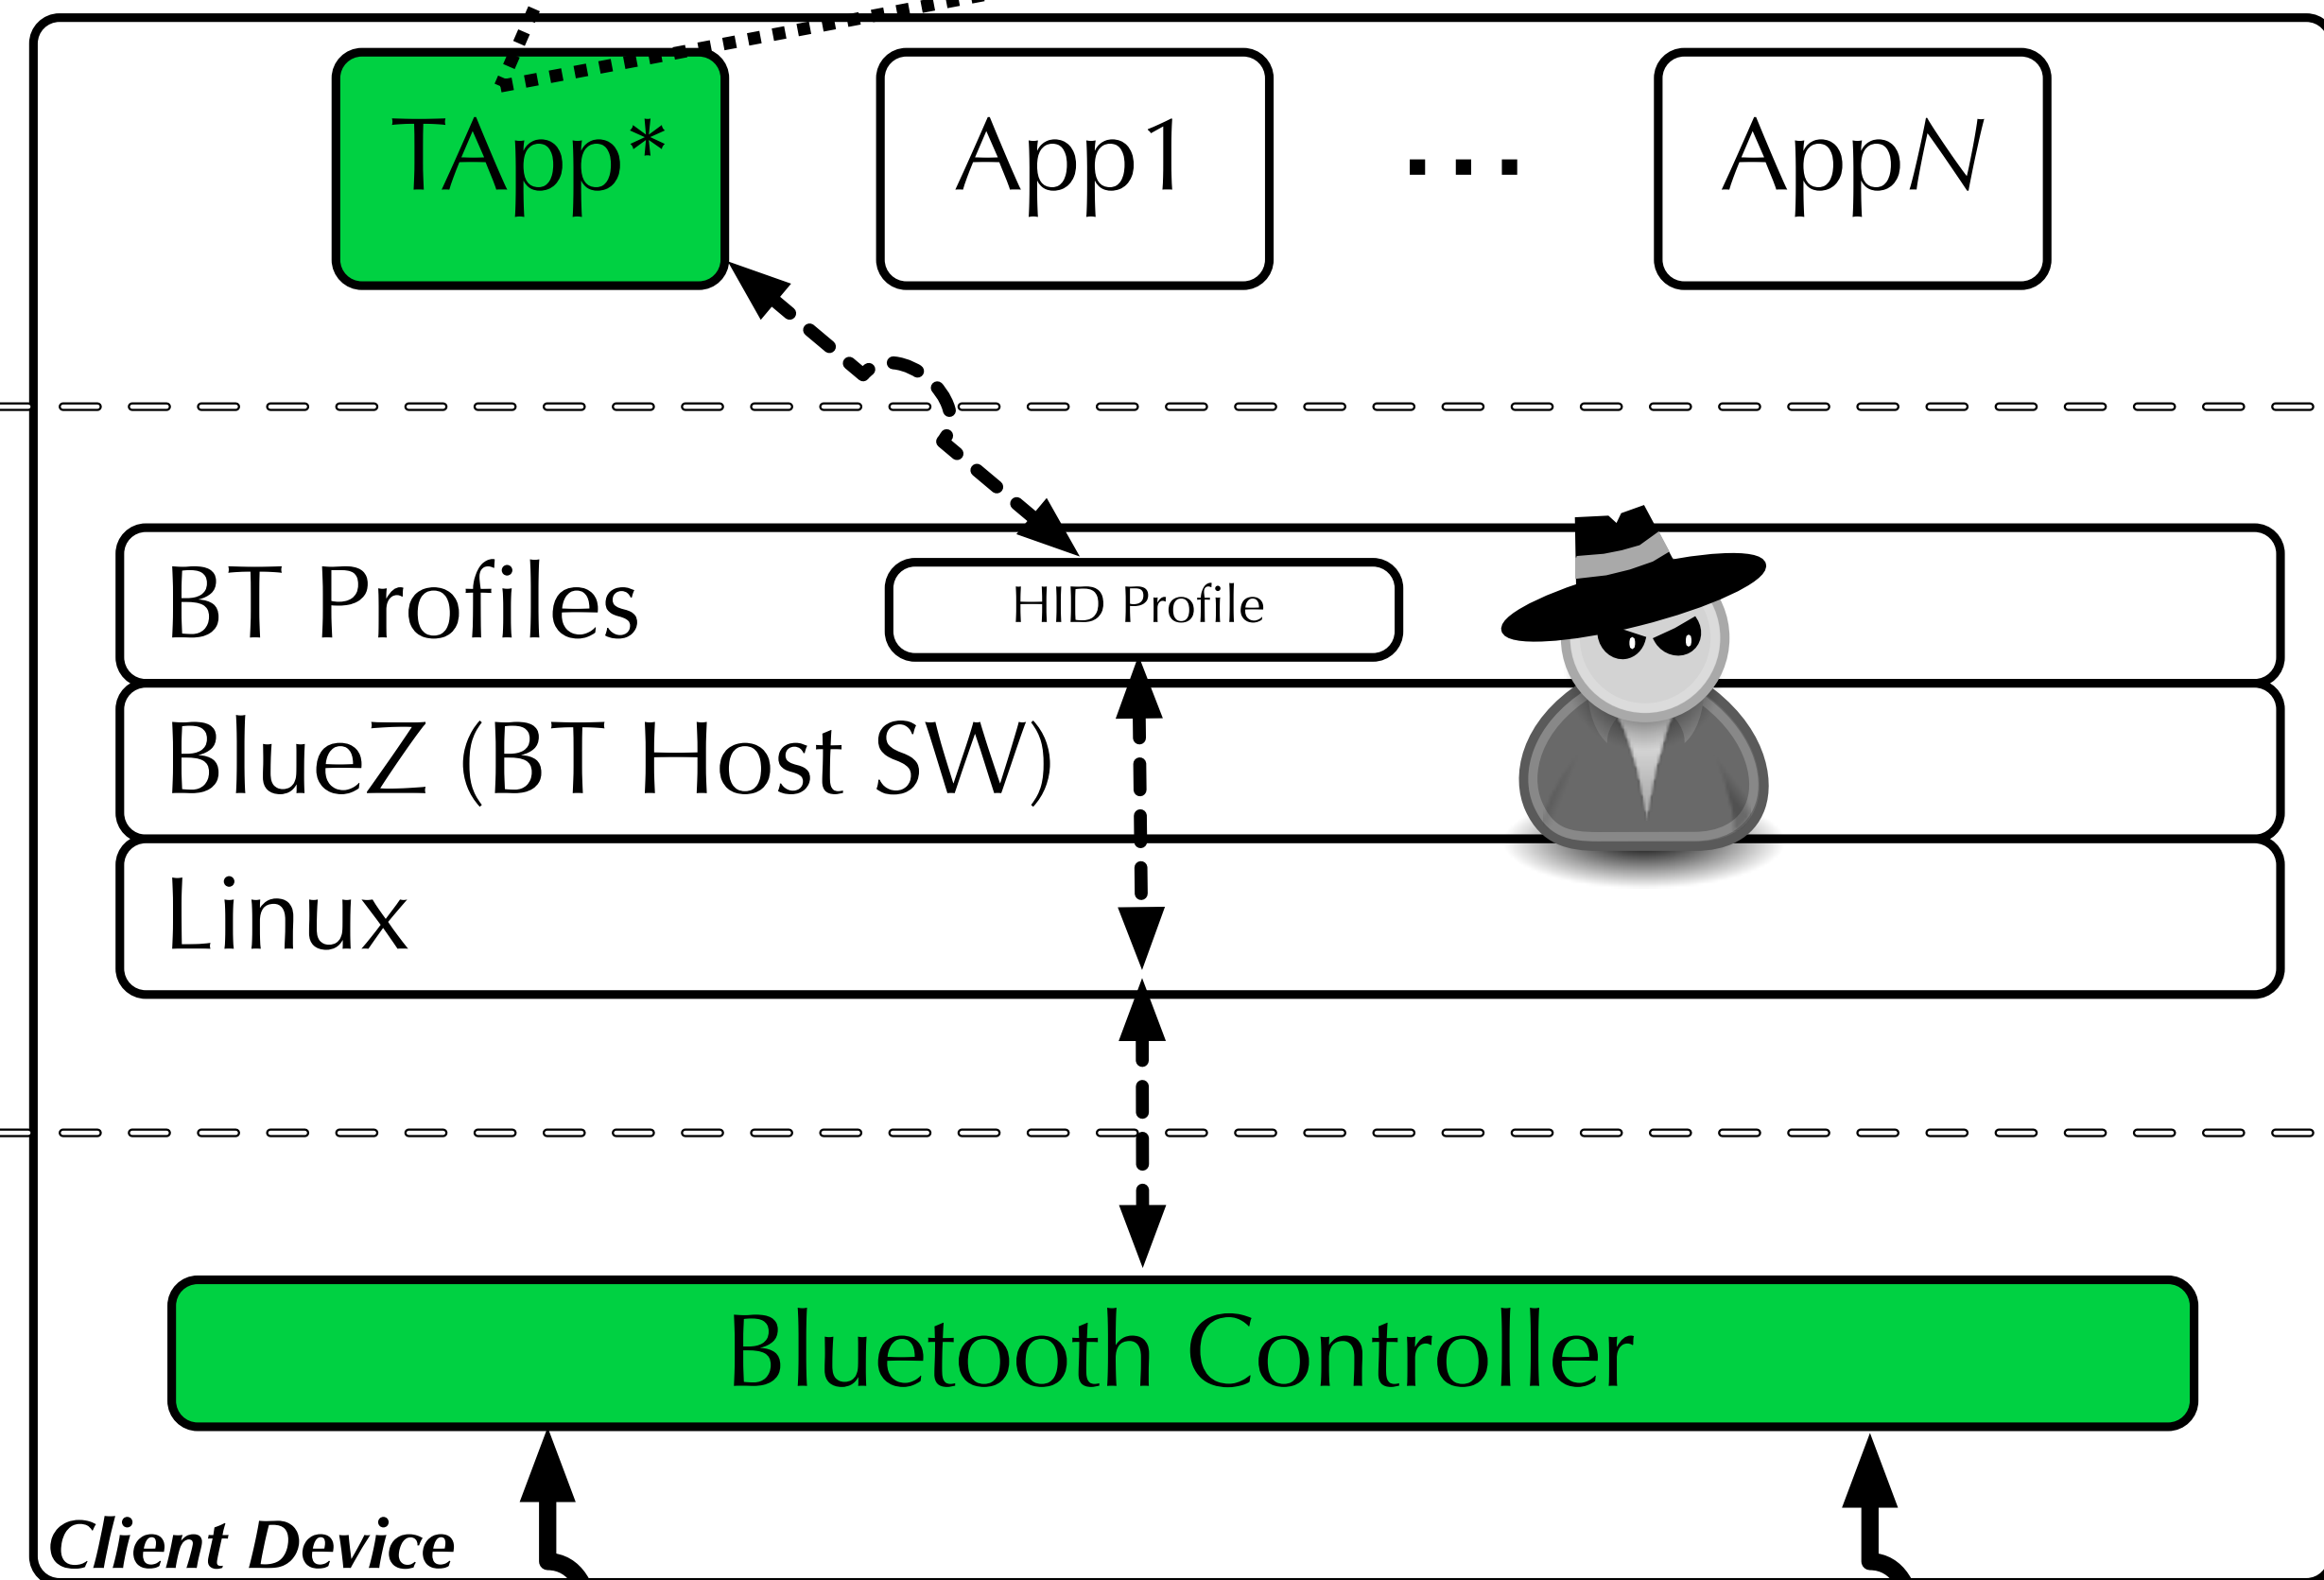 TApp*
App1
...
AppN
BT Profiles
HID Profile
BlueZ (BT Host SW)
Linux
Bluetooth Controller
Client Device